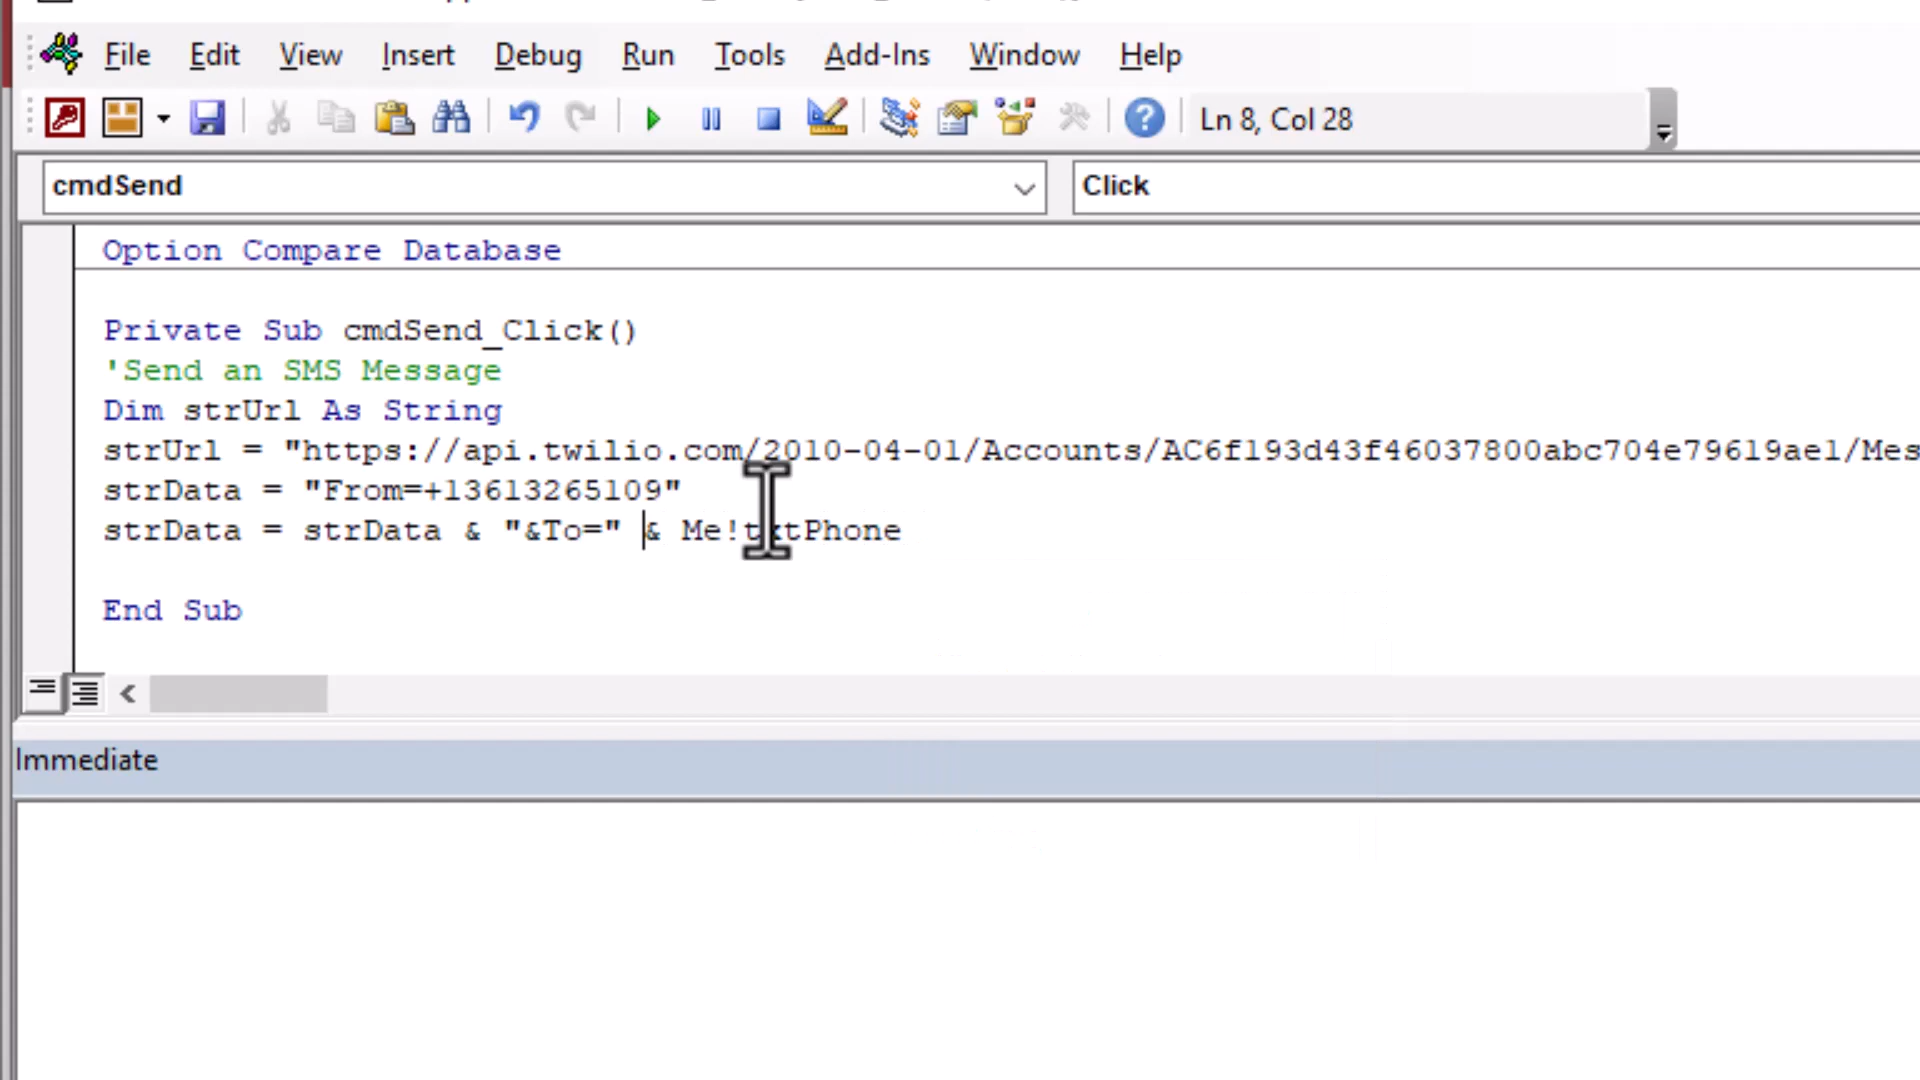 File Edit View Insert Debug Run Tools Add-Ins Window Help
Ln 8, Col 28
cmdSend Click
Option Compare Database
Private Sub cmdSend_Click()
'Send an SMS Message
Dim strUrl As String
strUrl = "https://api.twilio.com/2010-04-01/Accounts/AC6f193d43f46037800abc704e79619ae1/Mes
strData = "From=+13613265109"
strData = strData & "&To=" & Me!txtPhone
End Sub
Immediate